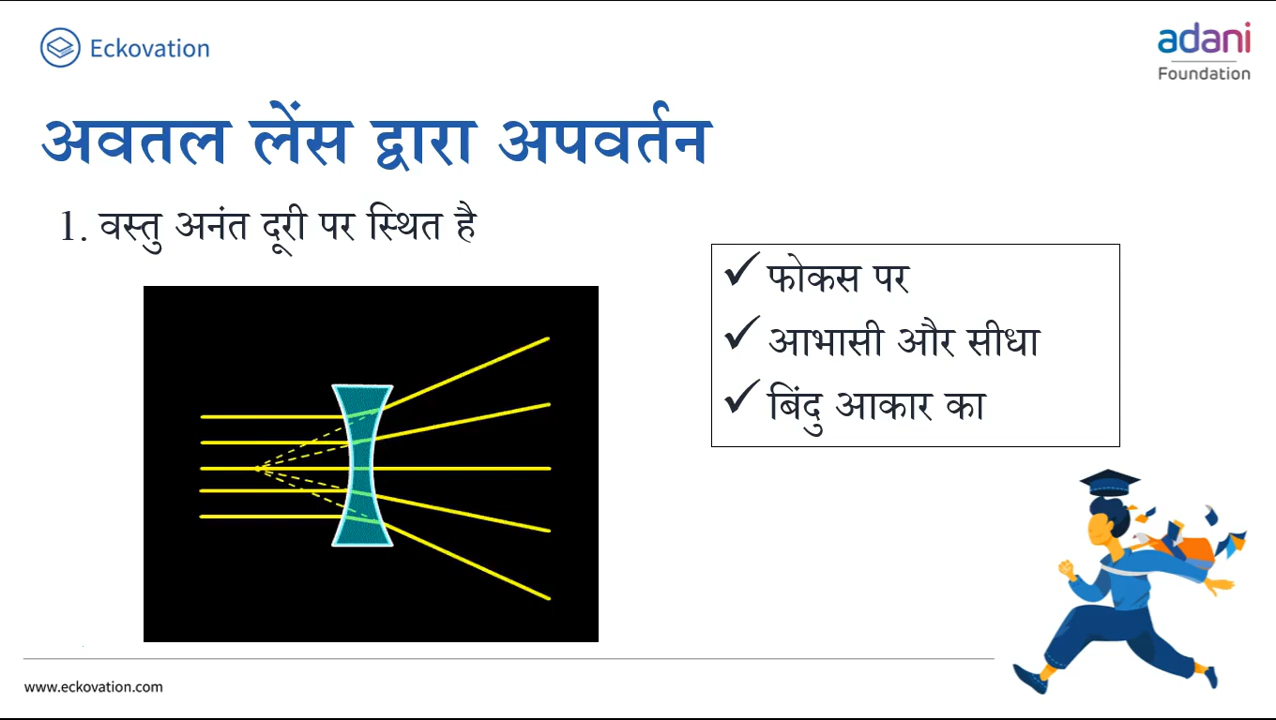 Eckovation
adani
Foundation
अवतल लेंस द्वारा अपवर्तन
1. वस्तु अनंत दूरी पर स्थित है
✓ फोकस पर
✓ आभासी और सीधा
✓ बिंदु आकार का
www.eckovation.com